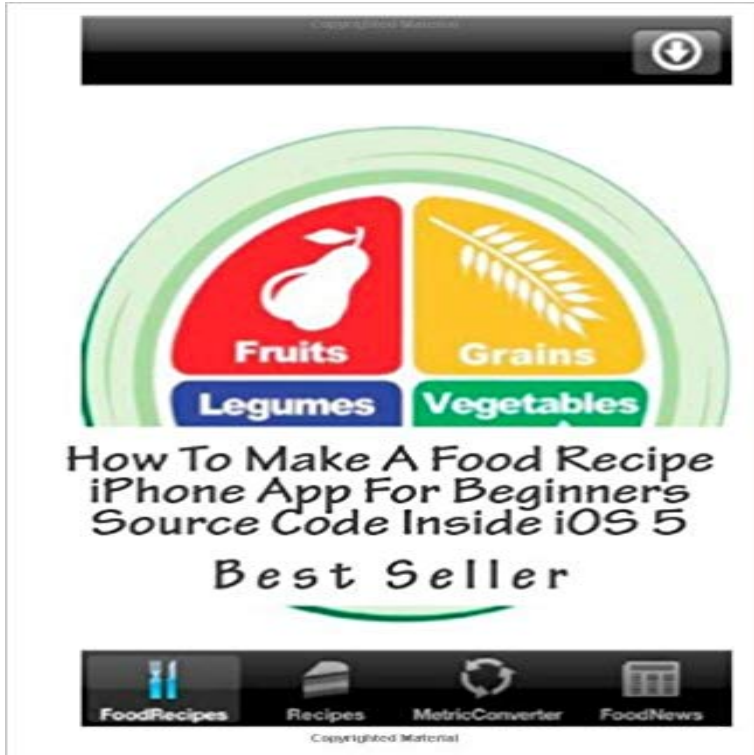 Copyrighted Material
Fruits
Grains
Legumes
Vegetables
How To Make A Food Recipe
iPhone App For Beginners
Source Code Inside iOS 5
Best Seller
FoodRecipes
Recipes
MetricConverter
FoodNews
Copyrighted Material